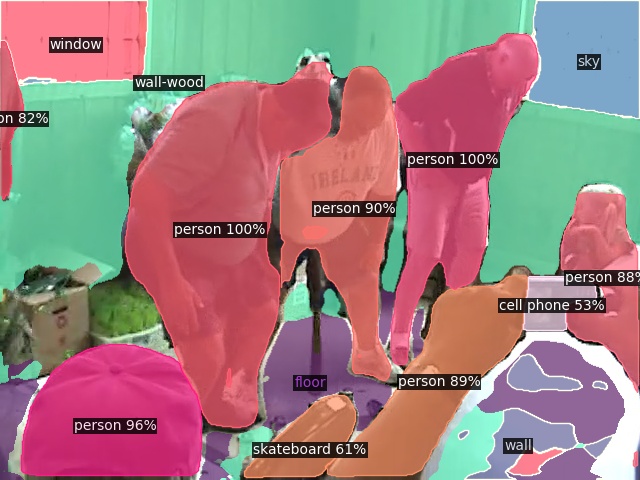 window
sky
wall-wood
on 82%
person 100%
person 100%
person 90%
IRELAND
person 88%
cell phone 53%
person 89%
floor
person 96%
skateboard 61%
wall